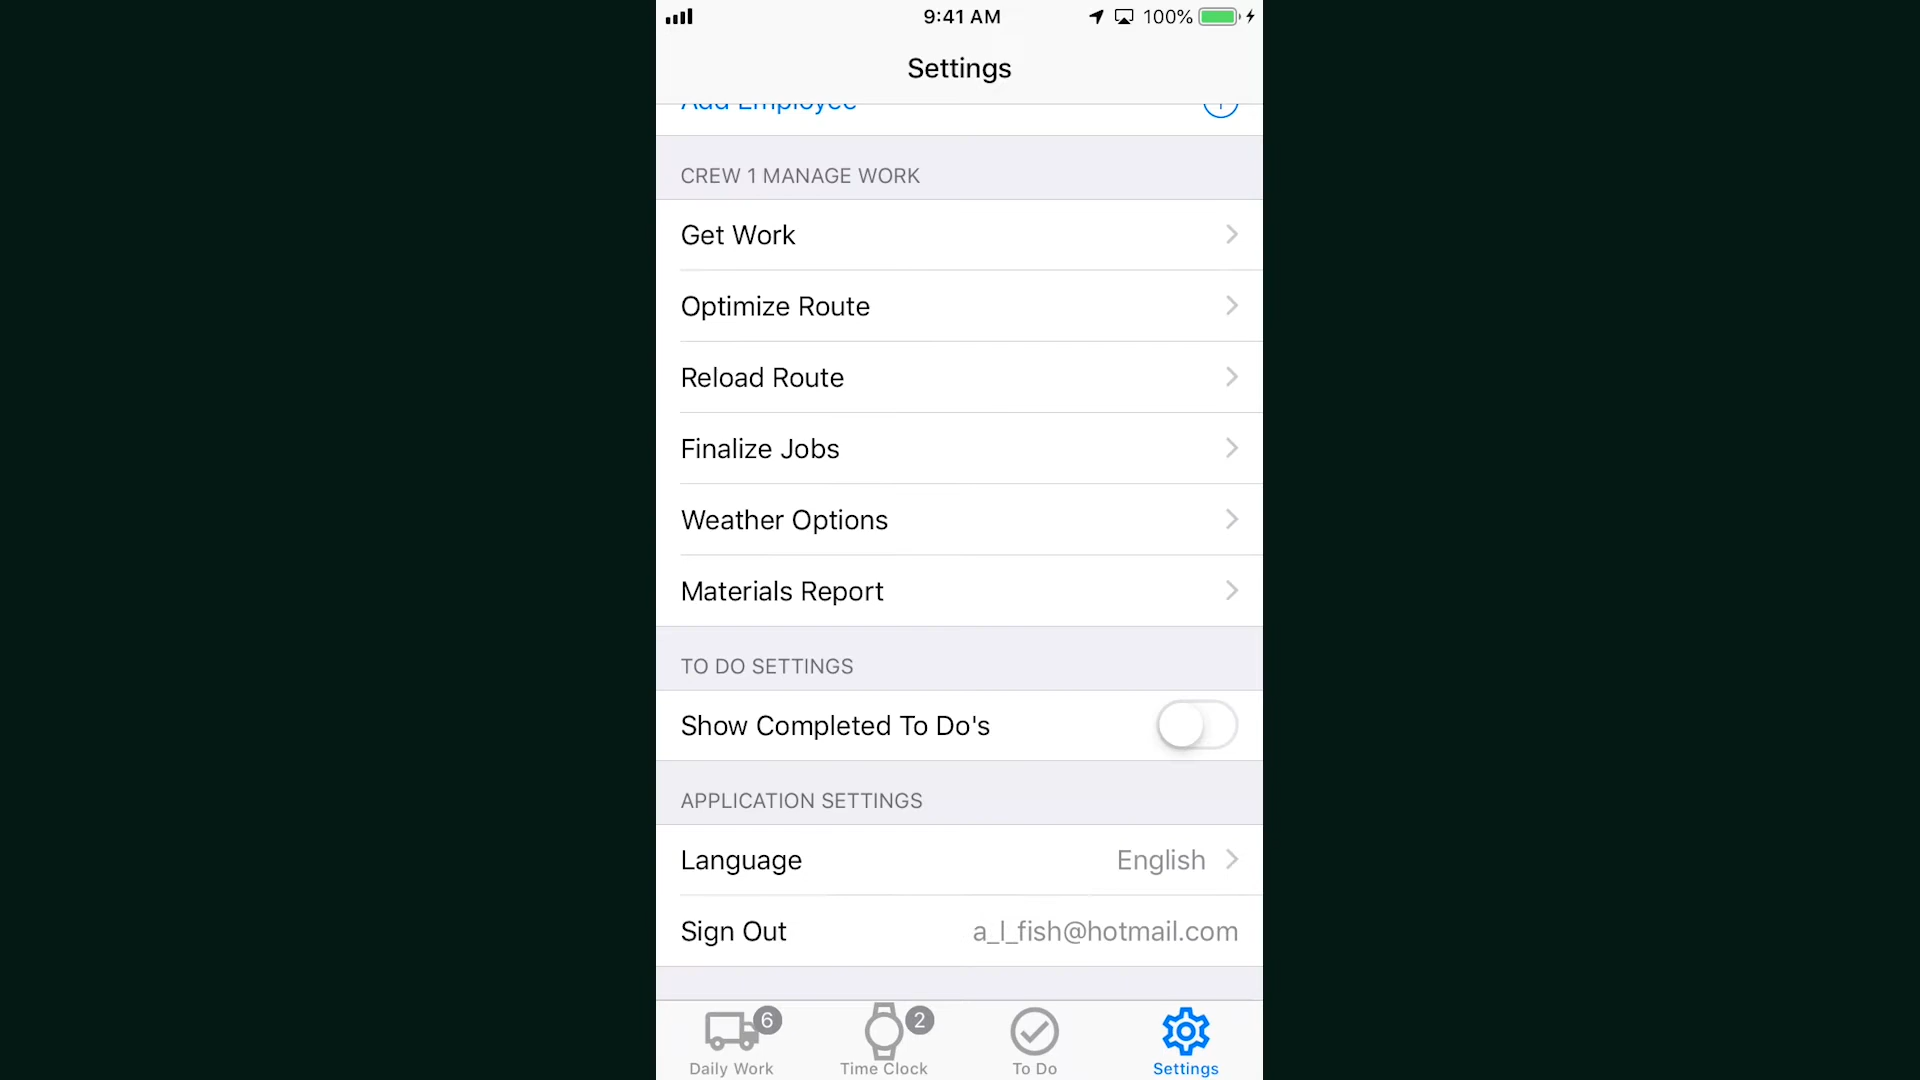 9:41 AM 100%
Settings
Add Employee
CREW 1 MANAGE WORK
Get Work
Optimize Route
Reload Route
Finalize Jobs
Weather Options
Materials Report
TO DO SETTINGS
Show Completed To Do's
APPLICATION SETTINGS
Language English
Sign Out a_l_fish@hotmail.com
6 2
Daily Work Time Clock To Do Settings